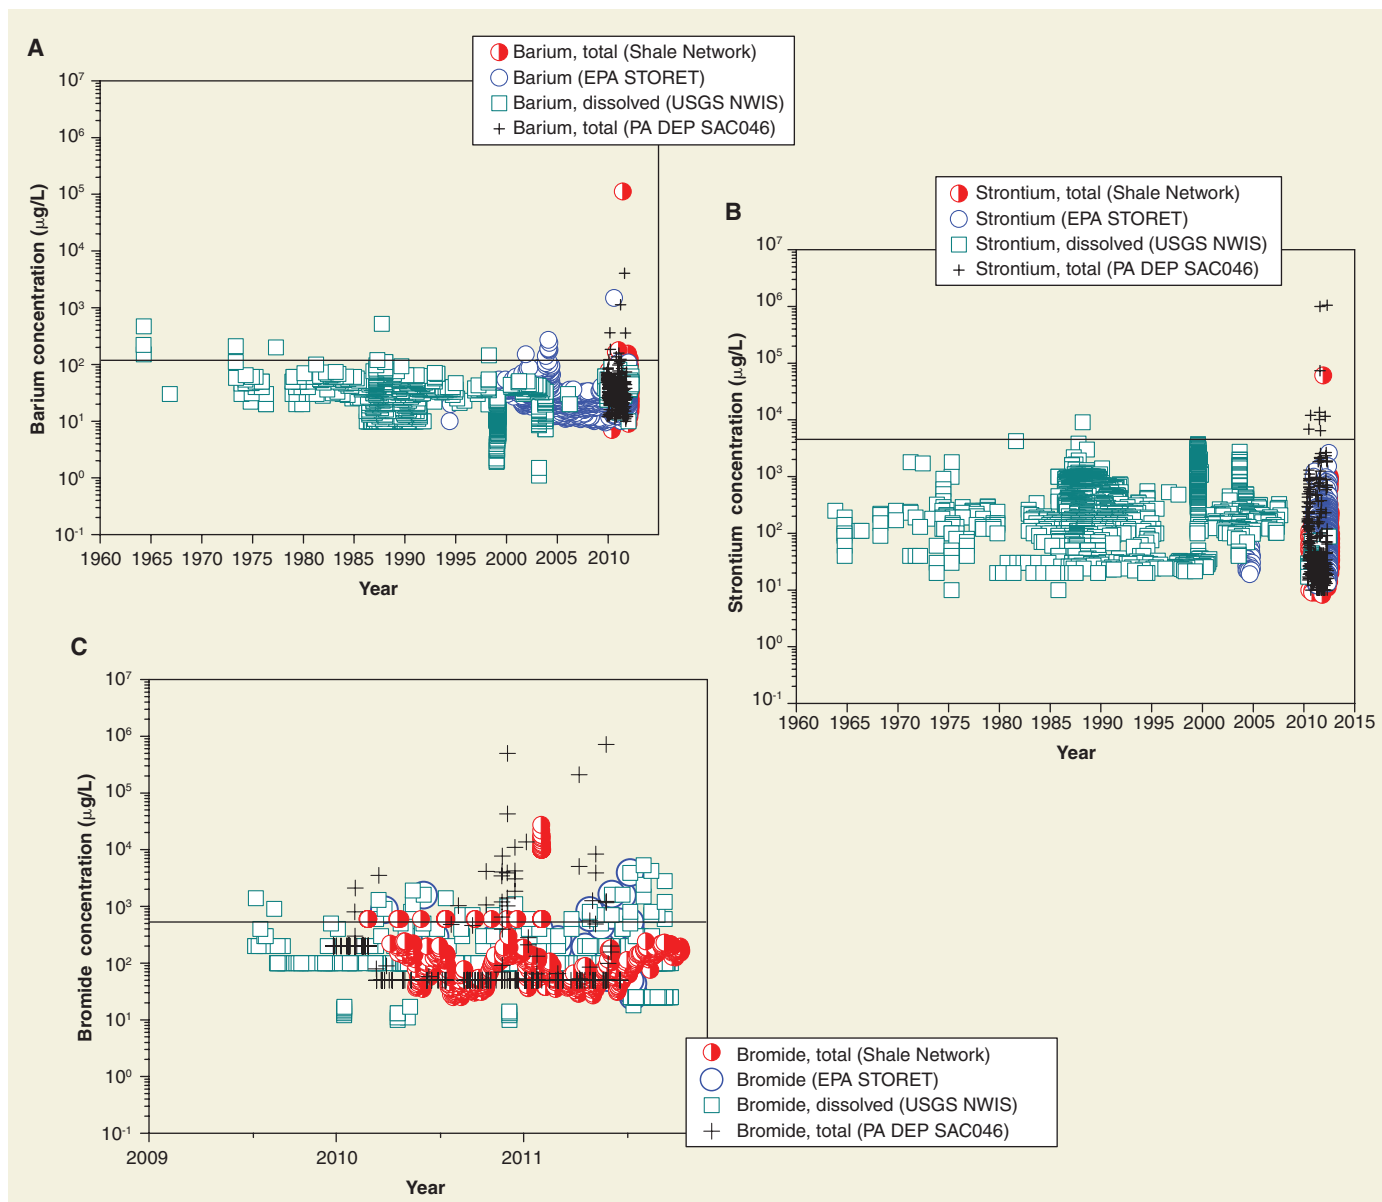 A
Barium, total (Shale Network)
Barium (EPA STORET)
Barium, dissolved (USGS NWIS)
Barium, total (PA DEP SAC046)
10⁷
10⁶
10⁵
10⁴
10³
10²
10¹
10⁰
10⁻¹
Barium concentration (μg/L)
1960 1965 1970 1975 1980 1985 1990 1995 2000 2005 2010
Year
B
Strontium, total (Shale Network)
Strontium (EPA STORET)
Strontium, dissolved (USGS NWIS)
Strontium, total (PA DEP SAC046)
10⁷
10⁶
10⁵
10⁴
10³
10²
10¹
10⁰
10⁻¹
Strontium concentration (μg/L)
1960 1965 1970 1975 1980 1985 1990 1995 2000 2005 2010 2015
Year
C
10⁷
10⁶
10⁵
10⁴
10³
10²
10¹
10⁰
10⁻¹
Bromide concentration (μg/L)
2009 2010 2011
Year
Bromide, total (Shale Network)
Bromide (EPA STORET)
Bromide, dissolved (USGS NWIS)
Bromide, total (PA DEP SAC046)